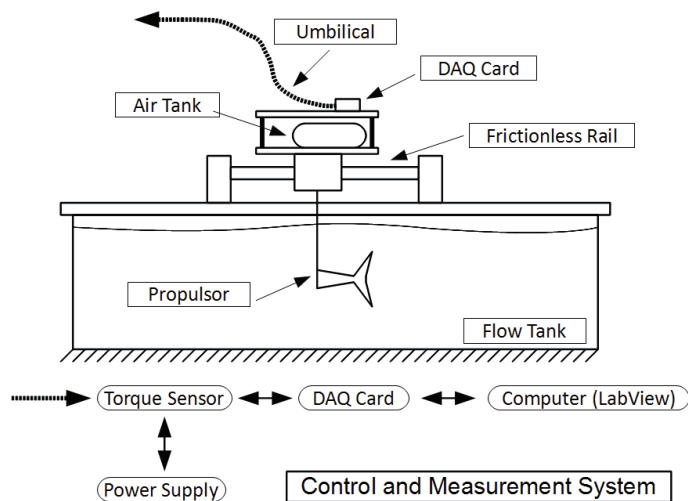 Umbilical
DAQ Card
Air Tank
Frictionless Rail
Propulsor
Flow Tank
Torque Sensor
DAQ Card
Computer (LabView)
Power Supply
Control and Measurement System